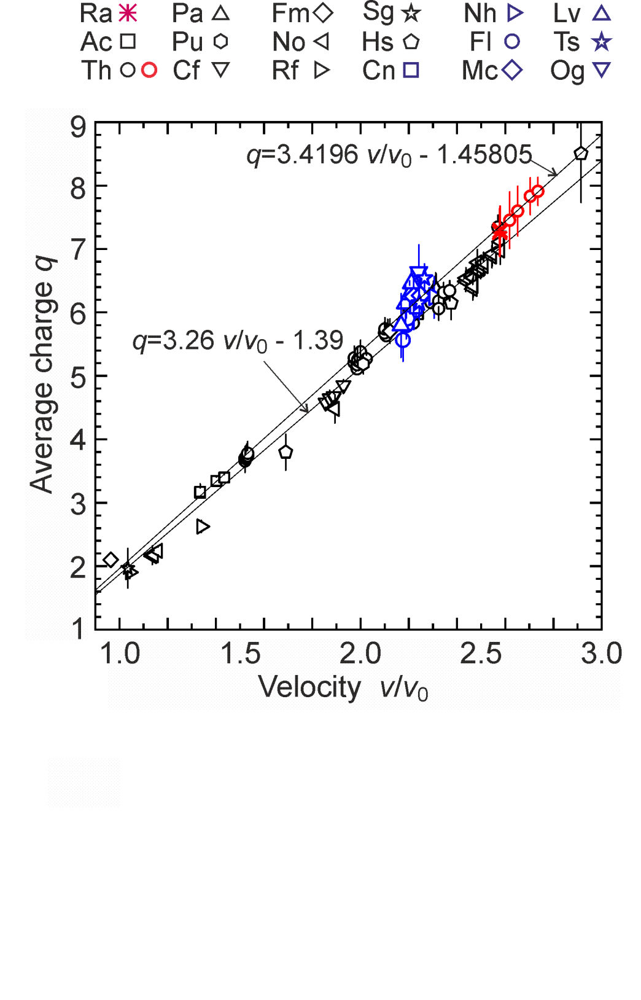 Ra Pa Fm Sg Nh Lv
Ac Pu No Hs Fl Ts
Th Cf Rf Cn Mc Og
9
q=3.4196 v/v0 - 1.45805
8
7
6
q=3.26 v/v0 - 1.39
5
4
3
2
1
Average charge q
1.0 1.5 2.0 2.5 3.0
Velocity v/v0